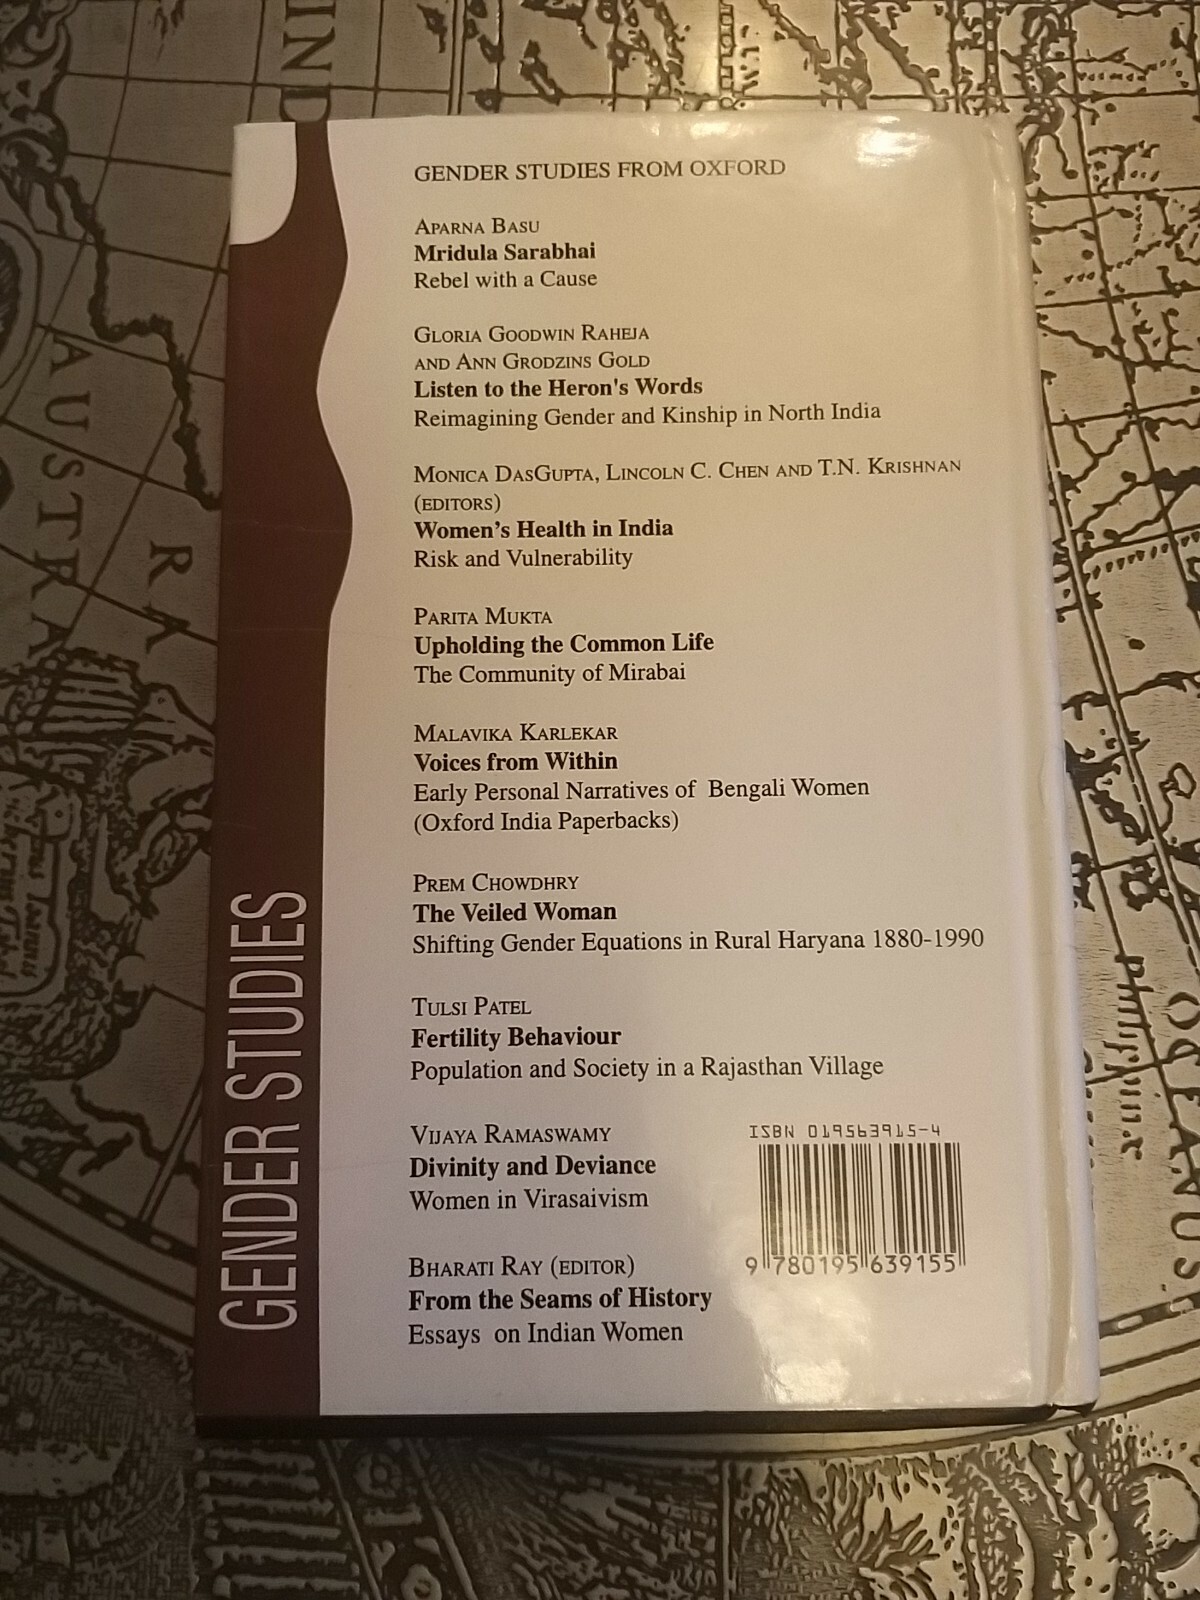 GENDER STUDIES FROM OXFORD
APARNA BASU
Mridula Sarabhai
Rebel with a Cause
GLORIA GOODWIN RAHEJA
AND ANN GRODZINS GOLD
Listen to the Heron's Words
Reimagining Gender and Kinship in North India
MONICA DASGUPTA, LINCOLN C. CHEN AND T.N. KRISHNAN
(EDITORS)
Women's Health in India
Risk and Vulnerability
PARITA MUKTA
Upholding the Common Life
The Community of Mirabai
MALAVIKA KARLEKAR
Voices from Within
Early Personal Narratives of Bengali Women
(Oxford India Paperbacks)
PREM CHOWDHRY
The Veiled Woman
Shifting Gender Equations in Rural Haryana 1880-1990
TULSI PATEL
Fertility Behaviour
Population and Society in a Rajasthan Village
VIJAYA RAMASWAMY
Divinity and Deviance
Women in Virasaivism
BHARATI RAY (EDITOR)
From the Seams of History
Essays on Indian Women
ISBN 019563915-4
9 780195 639155
GENDER STUDIES
IND
AUSTRA